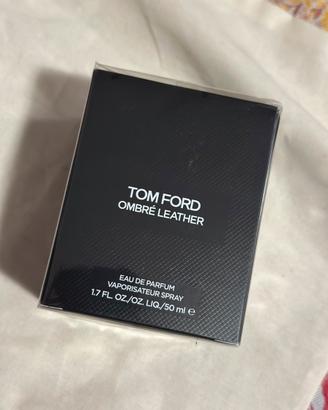 TOM FORD
OMBRÉ LEATHER
EAU DE PARFUM
VAPORISATEUR SPRAY
1.7 FL. OZ./OZ. LIQ./50 ml ℮